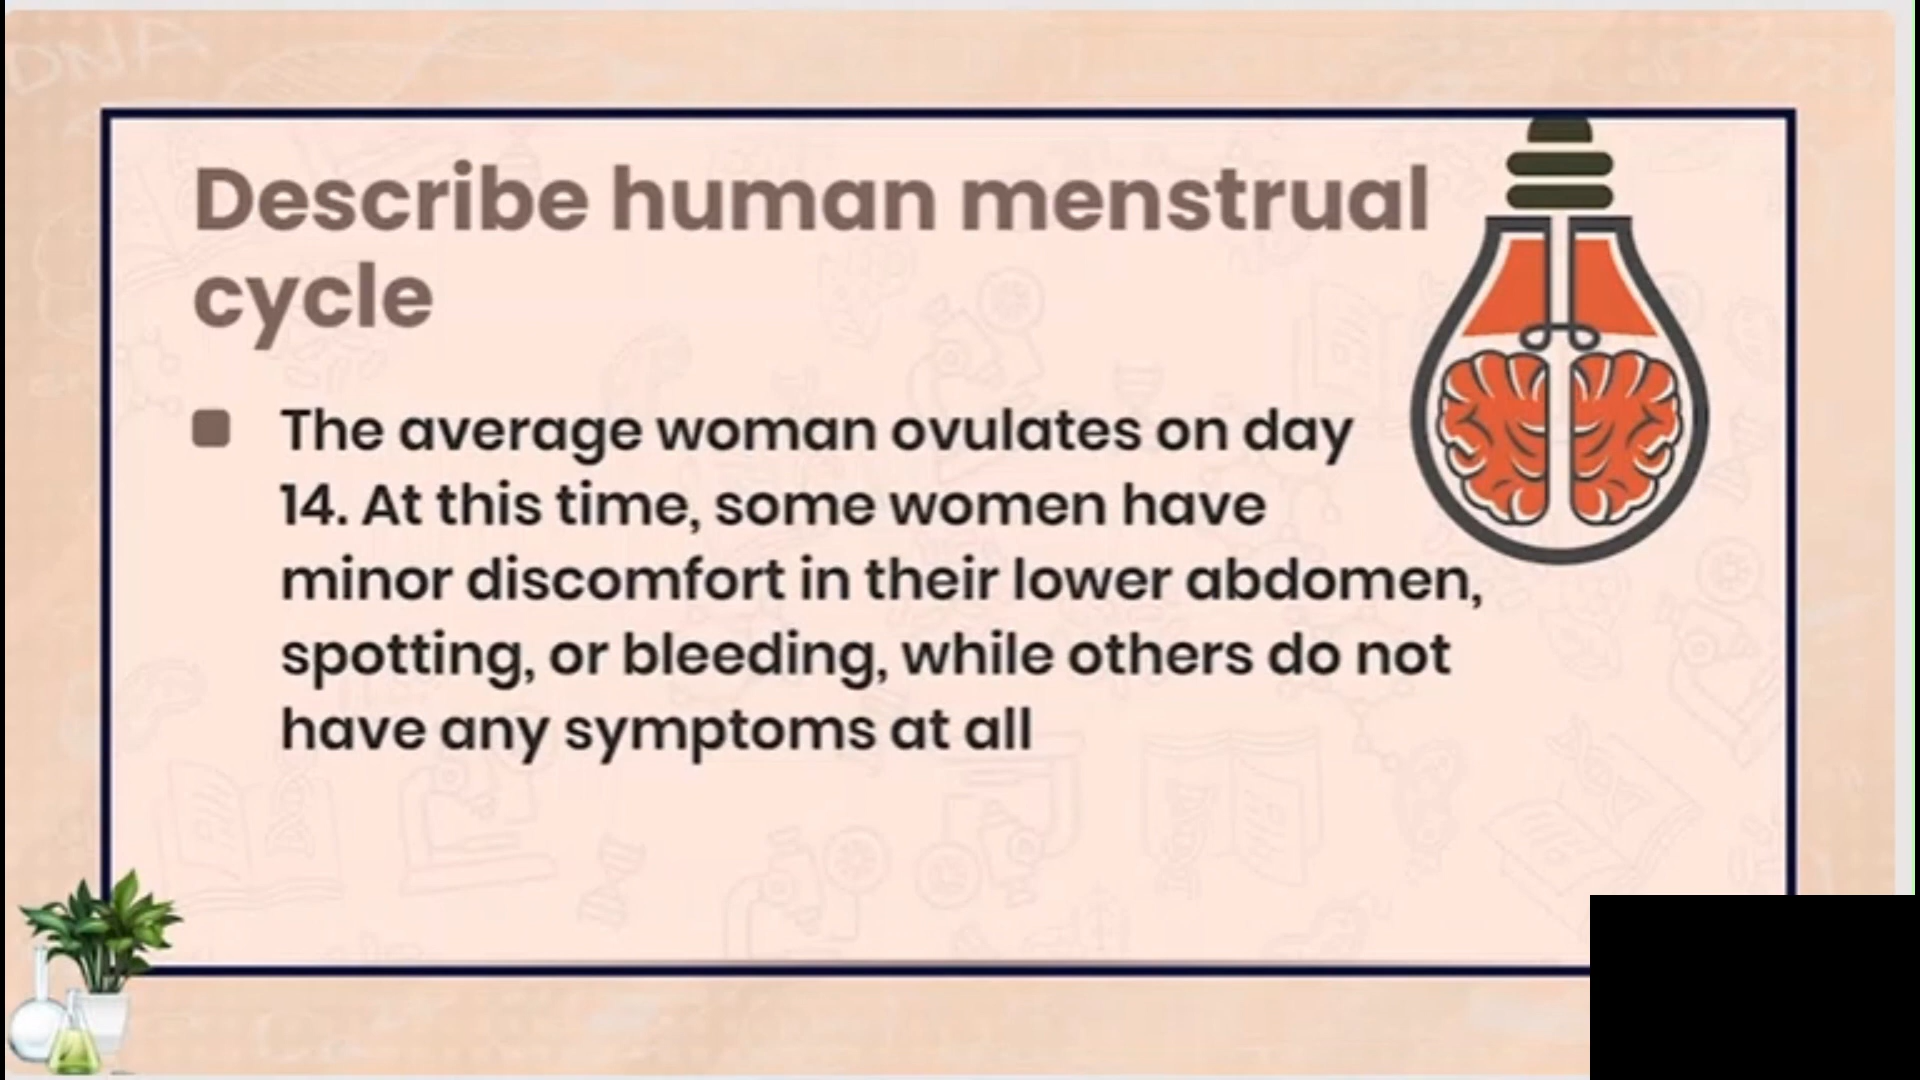 DNA
Describe human menstrual
cycle
The average woman ovulates on day
14. At this time, some women have
minor discomfort in their lower abdomen,
spotting, or bleeding, while others do not
have any symptoms at all